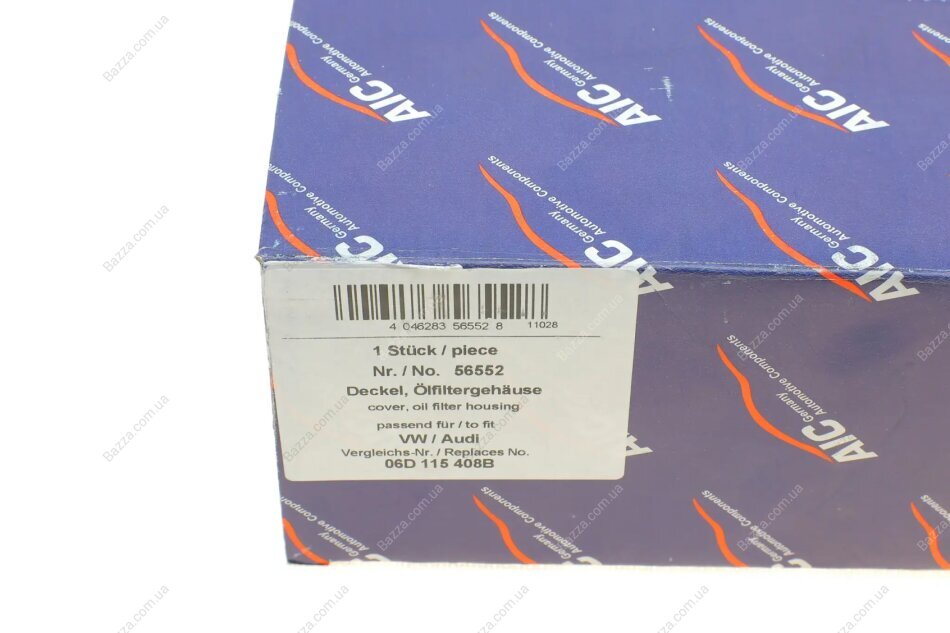 AIC Germany
Automotive Components
4 046283 56552 8
11028
1 Stück / piece
Nr. / No. 56552
Deckel, Ölfiltergehäuse
cover, oil filter housing
passend für / to fit
VW / Audi
Vergleichs-Nr. / Replaces No.
06D 115 408B
Bazza.com.ua